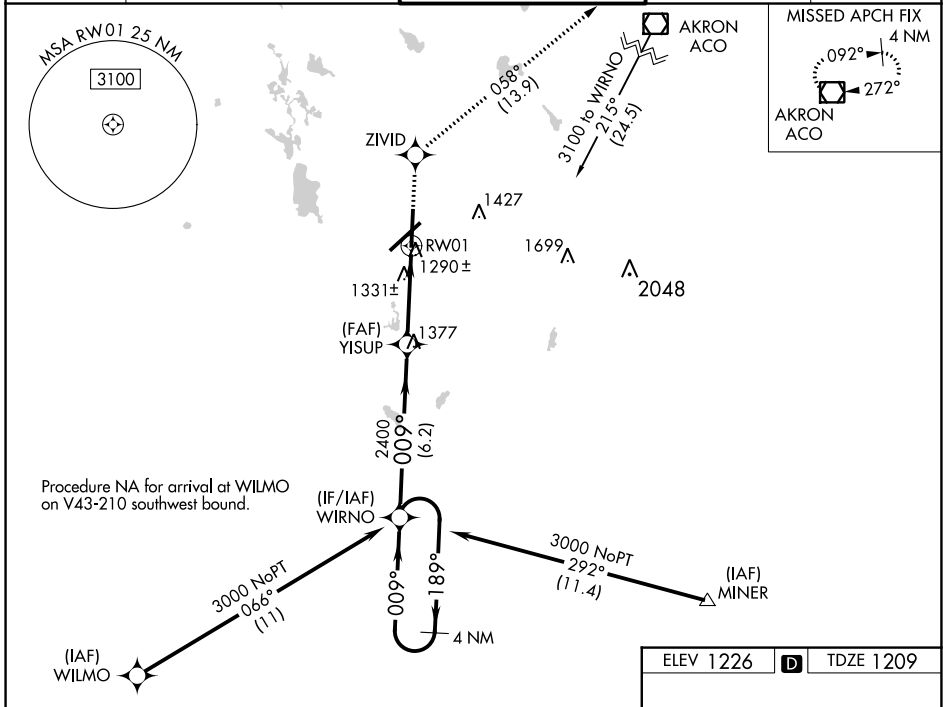 MSA RW01 25 NM
3100
058°
(13.9)
AKRON
ACO
3100 to WIRNO
215°
(24.5)
MISSED APCH FIX
4 NM
092°
272°
AKRON
ACO
ZIVID
1427
RW01
1290±
1699
1331±
2048
(FAF)
YISUP
1377
2400
009°
(6.2)
Procedure NA for arrival at WILMO
on V43-210 southwest bound.
(IF/IAF)
WIRNO
3000 NoPT
066°
(11)
009°
189°
4 NM
3000 NoPT
292°
(11.4)
(IAF)
MINER
(IAF)
WILMO
ELEV 1226 D TDZE 1209